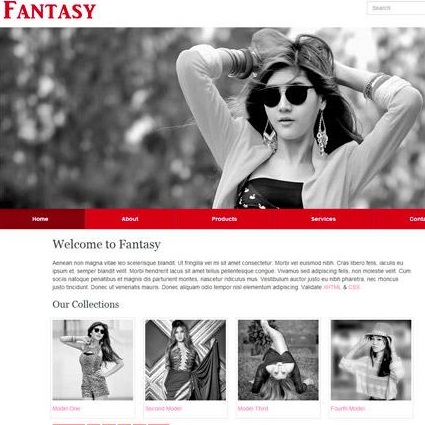 FANTASY
Search
Home About Products Services Conta
Welcome to Fantasy
Aenean non magna vitae leo scelerisque blandit. Ut fringilla vel mi sit amet consectetur. Morbi vel euismod nibh. Cras libero felis, iaculis eu
ipsum et, semper blandit velit. Morbi hendrerit lacus sit amet tellus pellentesque congue. Vivamus sed adipiscing felis, non molestie velit. Cum
sociis natoque penatibus et magnis dis parturient montes, nascetur ridiculus mus. Vestibulum auctor justo eu nibh pharetra, nec rhoncus
justo tincidunt. Donec ut venenatis mauris. Donec aliquam odio tempor nisl elementum adipiscing. Validate XHTML & CSS.
Our Collections
Model One Second Model Model Third Fourth Model